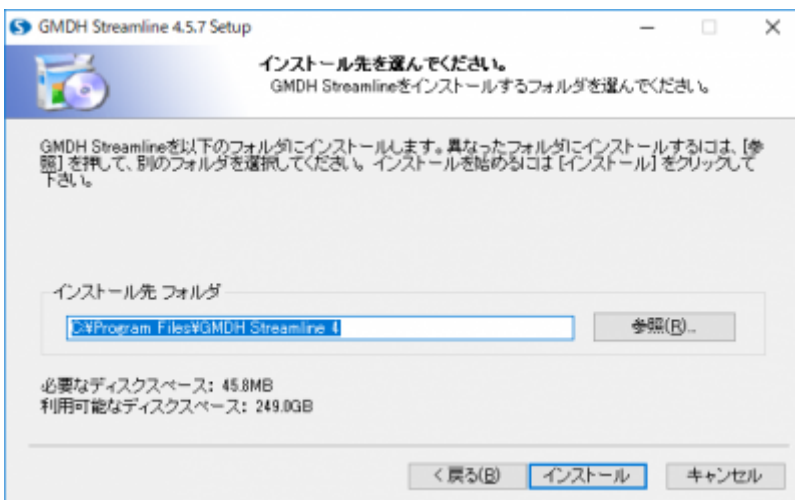 GMDH Streamline 4.5.7 Setup
インストール先を選んでください。
GMDH Streamlineをインストールするフォルダを選んでください。
GMDH Streamlineを以下のフォルダにインストールします。異なったフォルダにインストールするには、[参
照] を押して、別のフォルダを選択してください。インストールを始めるには [インストール] をクリックして
下さい。
インストール先 フォルダ
C:¥Program Files¥GMDH Streamline 4
参照(R)...
必要なディスクスペース: 45.8MB
利用可能なディスクスペース: 249.0GB
< 戻る(B)
インストール
キャンセル